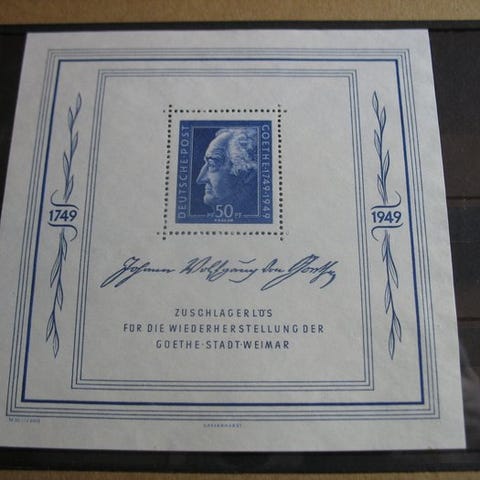 DEUTSCHE·POST
GOETHE·1749·1949
PF 50 PF
1749
1949
Johann Wolfgang von Goethe
ZUSCHLAGERLÖS
FÜR DIE WIEDERHERSTELLUNG DER
GOETHE·STADT·WEIMAR